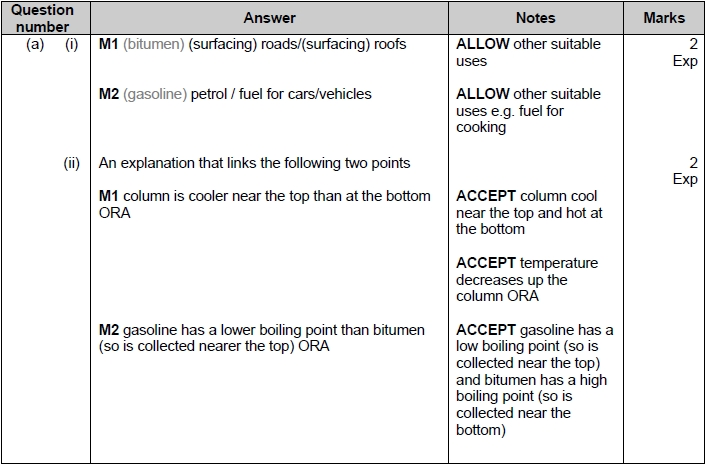 Question number
Answer
Notes
Marks
(a) (i)
M1 (bitumen) (surfacing) roads/(surfacing) roofs
ALLOW other suitable
uses
2
Exp
M2 (gasoline) petrol / fuel for cars/vehicles
ALLOW other suitable
uses e.g. fuel for
cooking
(ii)
An explanation that links the following two points
2
Exp
M1 column is cooler near the top than at the bottom
ORA
ACCEPT column cool
near the top and hot at
the bottom
ACCEPT temperature
decreases up the
column ORA
M2 gasoline has a lower boiling point than bitumen
(so is collected nearer the top) ORA
ACCEPT gasoline has a
low boiling point (so is
collected near the top)
and bitumen has a high
boiling point (so is
collected near the
bottom)